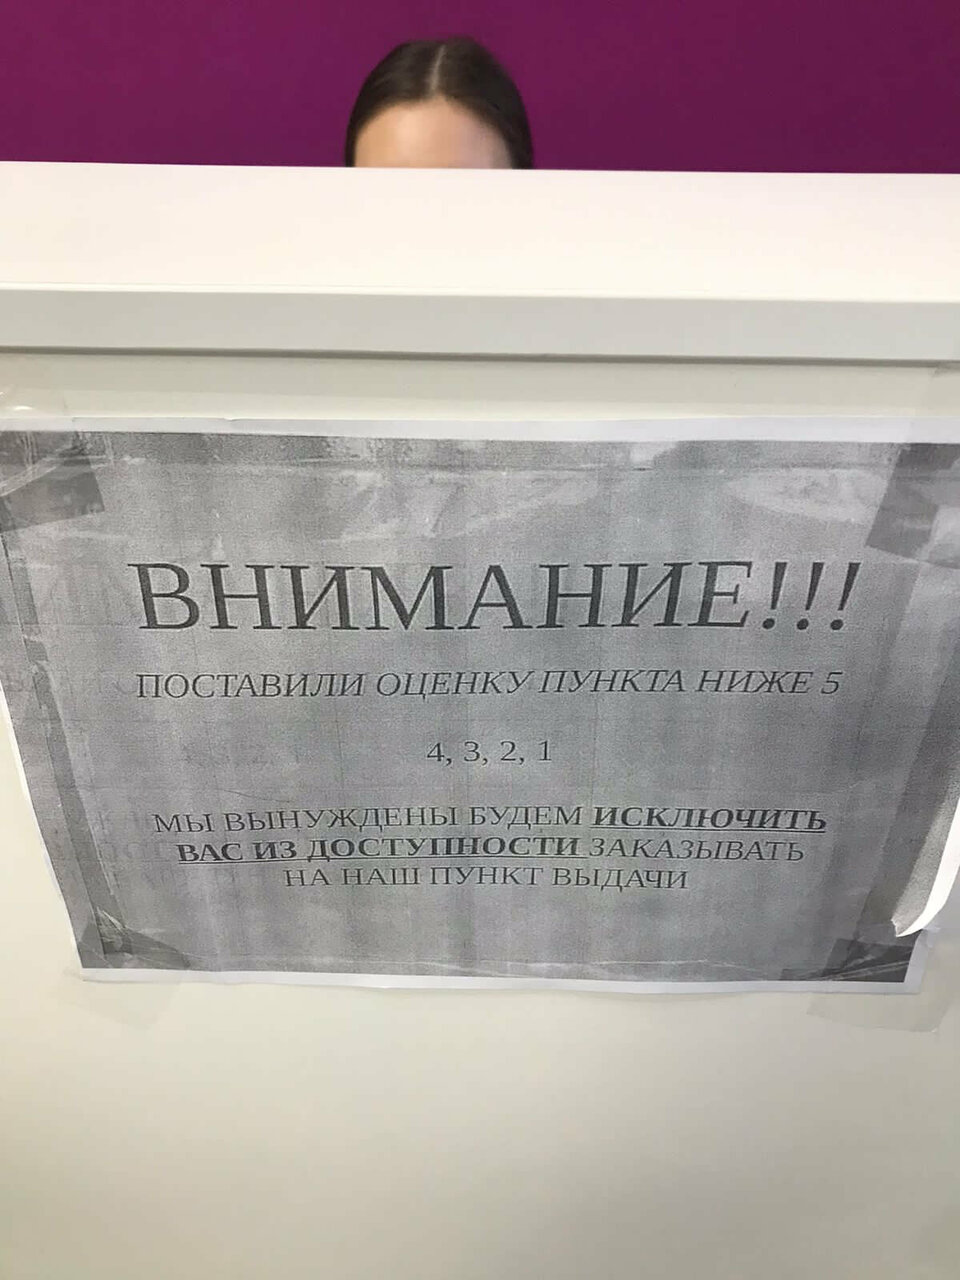 ВНИМАНИЕ!!!
ПОСТАВИЛИ ОЦЕНКУ ПУНКТА НИЖЕ 5
4, 3, 2, 1
МЫ ВЫНУЖДЕНЫ БУДЕМ ИСКЛЮЧИТЬ
ВАС ИЗ ДОСТУПНОСТИ ЗАКАЗЫВАТЬ
НА НАШ ПУНКТ ВЫДАЧИ